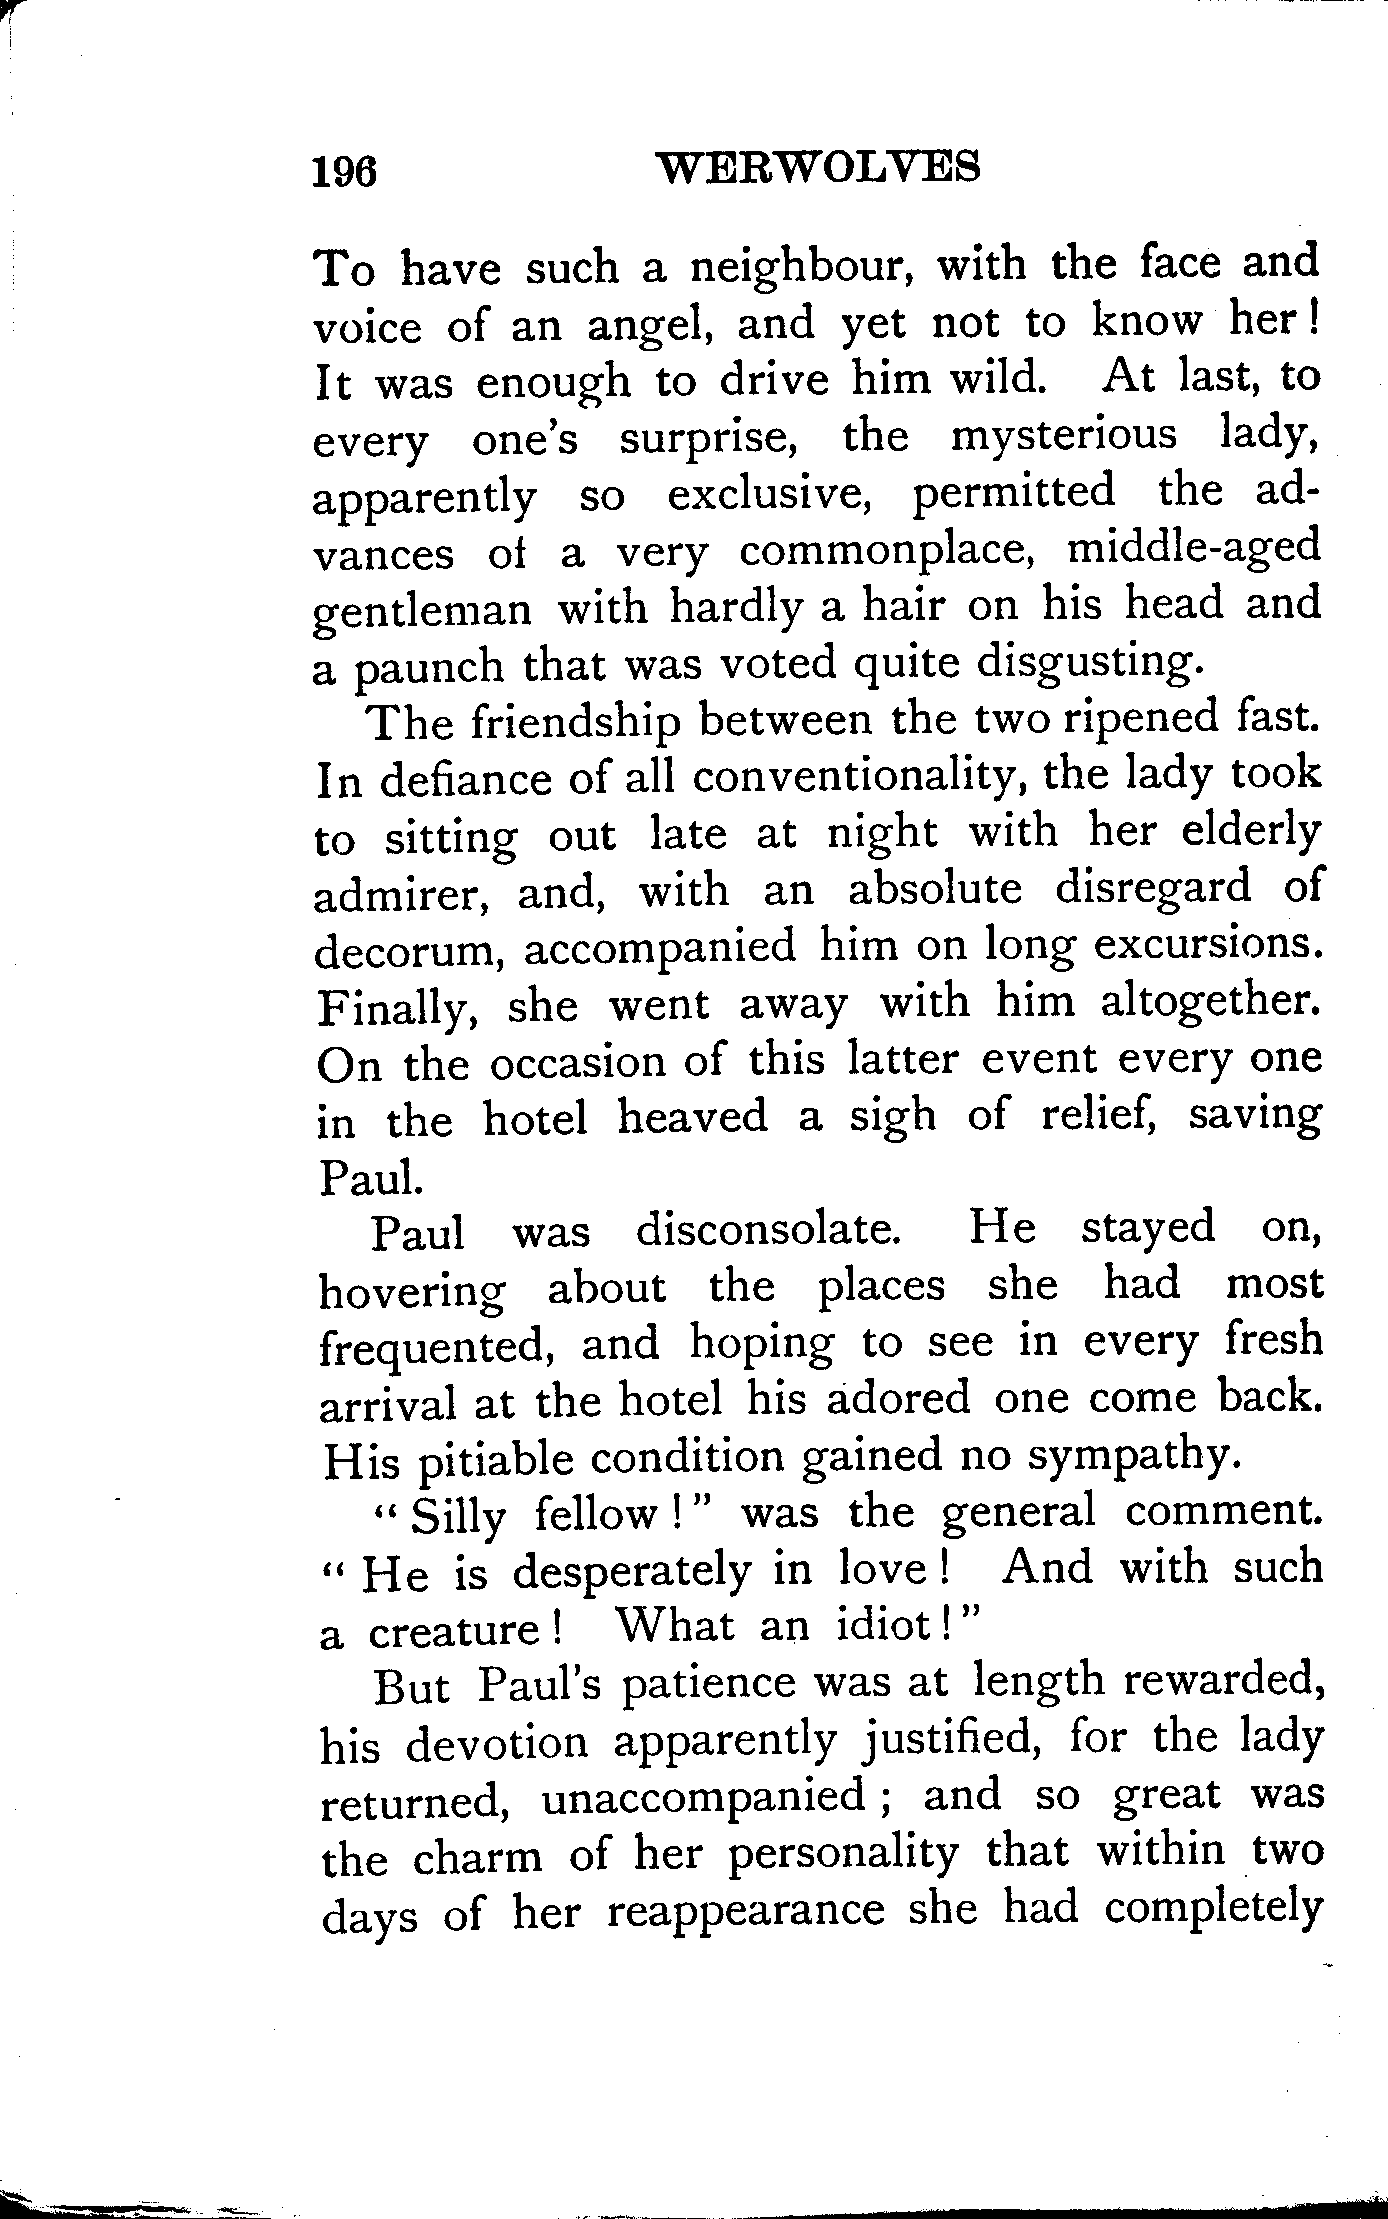 196 WERWOLVES
To have such a neighbour, with the face and
voice of an angel, and yet not to know her!
It was enough to drive him wild. At last, to
every one's surprise, the mysterious lady,
apparently so exclusive, permitted the ad-
vances of a very commonplace, middle-aged
gentleman with hardly a hair on his head and
a paunch that was voted quite disgusting.
The friendship between the two ripened fast.
In defiance of all conventionality, the lady took
to sitting out late at night with her elderly
admirer, and, with an absolute disregard of
decorum, accompanied him on long excursions.
Finally, she went away with him altogether.
On the occasion of this latter event every one
in the hotel heaved a sigh of relief, saving
Paul.
Paul was disconsolate. He stayed on,
hovering about the places she had most
frequented, and hoping to see in every fresh
arrival at the hotel his adored one come back.
His pitiable condition gained no sympathy.
“Silly fellow!” was the general comment.
“He is desperately in love! And with such
a creature! What an idiot!”
But Paul's patience was at length rewarded,
his devotion apparently justified, for the lady
returned, unaccompanied; and so great was
the charm of her personality that within two
days of her reappearance she had completely